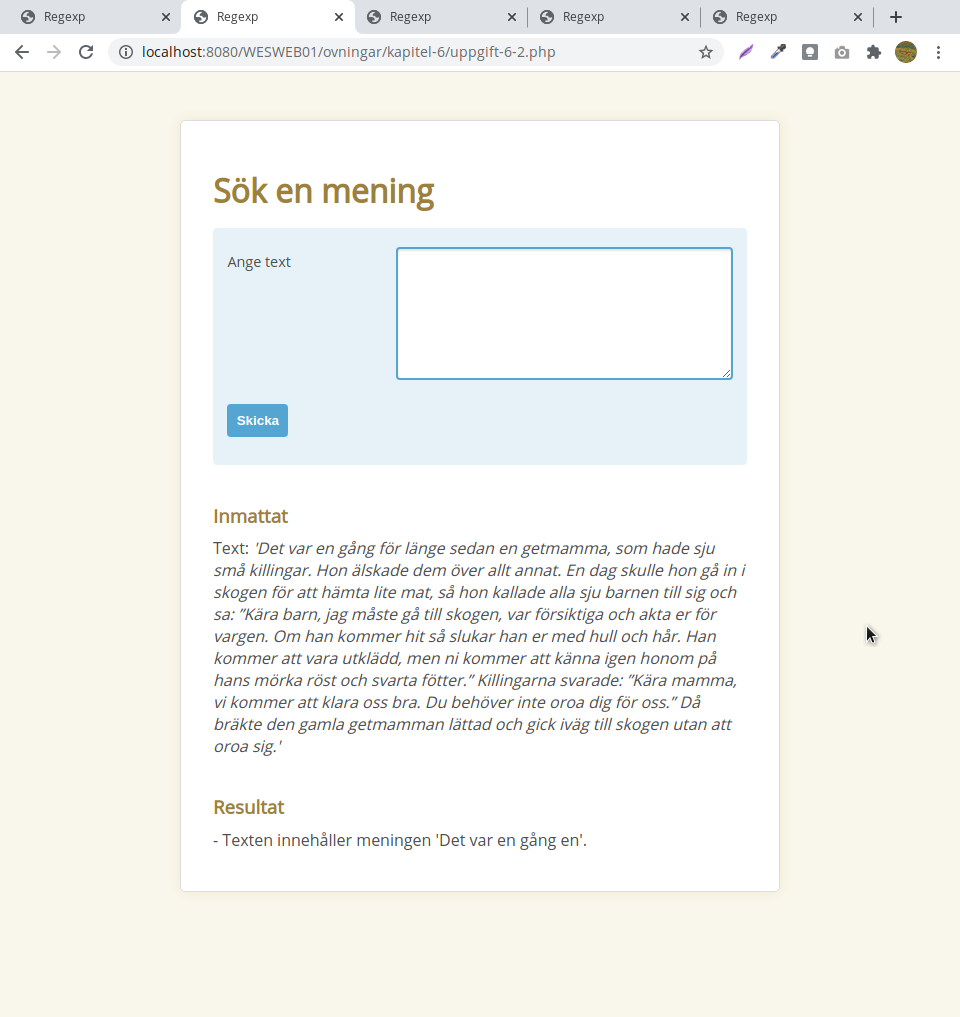 Regexp
Regexp
Regexp
Regexp
Regexp
localhost:8080/WESWEB01/ovningar/kapitel-6/uppgift-6-2.php
Sök en mening
Ange text
Skicka
Inmattat
Text: 'Det var en gång för länge sedan en getmamma, som hade sju
små killingar. Hon älskade dem över allt annat. En dag skulle hon gå in i
skogen för att hämta lite mat, så hon kallade alla sju barnen till sig och
sa: ”Kära barn, jag måste gå till skogen, var försiktiga och akta er för
vargen. Om han kommer hit så slukar han er med hull och hår. Han
kommer att vara utklädd, men ni kommer att känna igen honom på
hans mörka röst och svarta fötter.” Killingarna svarade: ”Kära mamma,
vi kommer att klara oss bra. Du behöver inte oroa dig för oss.” Då
bräkte den gamla getmamman lättad och gick iväg till skogen utan att
oroa sig.'
Resultat
- Texten innehåller meningen 'Det var en gång en'.